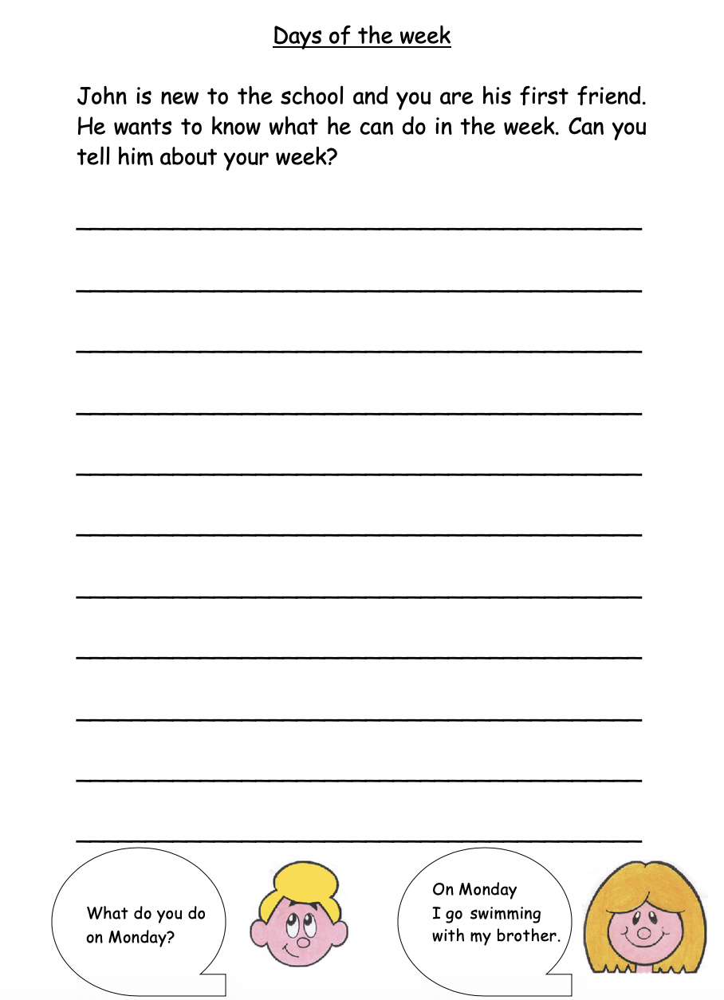 Days of the week
John is new to the school and you are his first friend.
He wants to know what he can do in the week. Can you
tell him about your week?
What do you do
on Monday?
On Monday
I go swimming
with my brother.